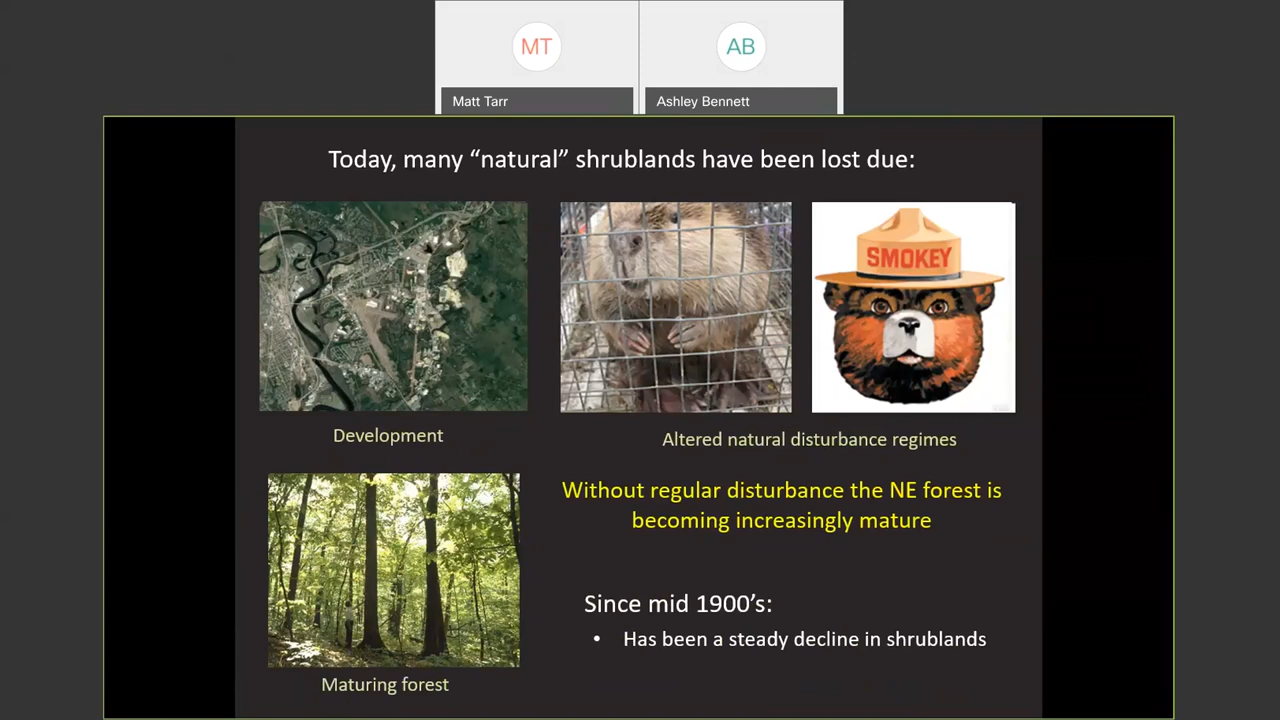 MT
AB
Matt Tarr
Ashley Bennett
Today, many “natural” shrublands have been lost due:
SMOKEY
Development
Altered natural disturbance regimes
Without regular disturbance the NE forest is
becoming increasingly mature
Since mid 1900’s:
• Has been a steady decline in shrublands
Maturing forest